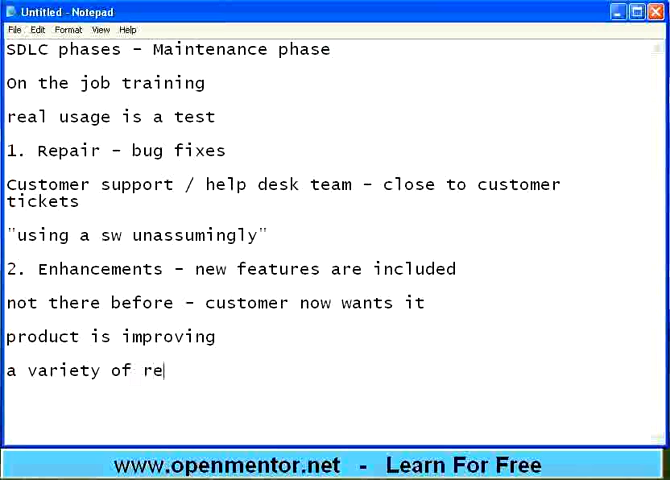 Untitled - Notepad
File Edit Format View Help
SDLC phases - Maintenance phase
On the job training
real usage is a test
1. Repair - bug fixes
Customer support / help desk team - close to customer
tickets
"using a sw unassumingly"
2. Enhancements - new features are included
not there before - customer now wants it
product is improving
a variety of re
www.openmentor.net - Learn For Free